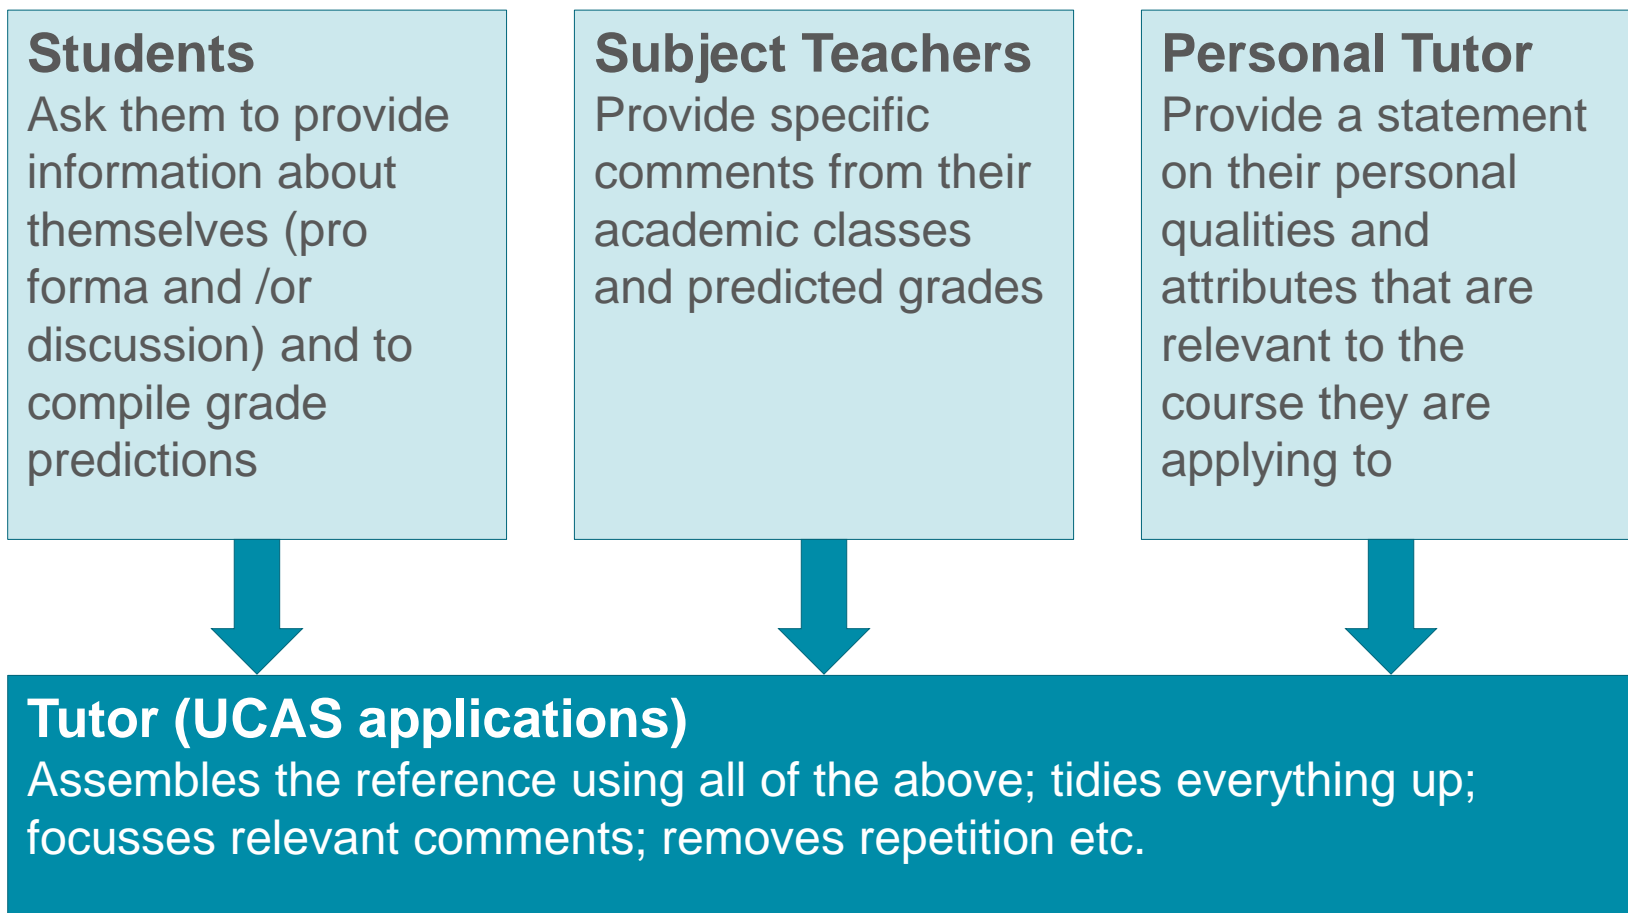 Students
Ask them to provide
information about
themselves (pro
forma and /or
discussion) and to
compile grade
predictions
Subject Teachers
Provide specific
comments from their
academic classes
and predicted grades
Personal Tutor
Provide a statement
on their personal
qualities and
attributes that are
relevant to the
course they are
applying to
Tutor (UCAS applications)
Assembles the reference using all of the above; tidies everything up;
focusses relevant comments; removes repetition etc.